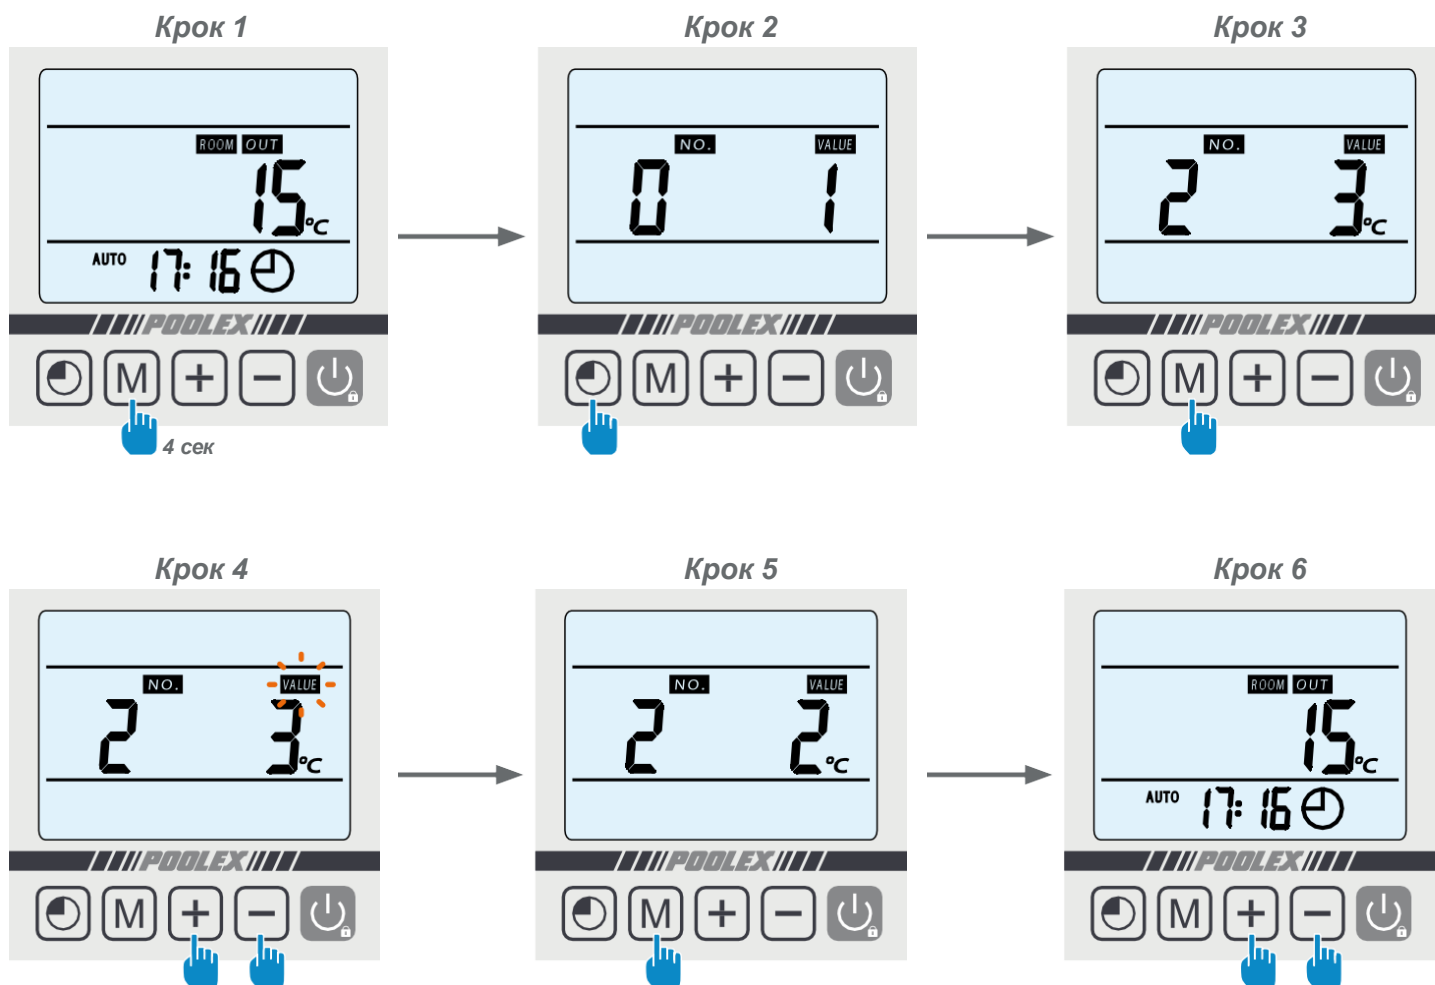 Крок 1
ROOM OUT
15 °C
AUTO 17:16
POOLEX
M
4 сек
Крок 2
NO. VALUE
0 1
POOLEX
M
Крок 3
NO. VALUE
2 3 °C
POOLEX
M
Крок 4
NO. VALUE
2 3 °C
POOLEX
M
Крок 5
NO. VALUE
2 2 °C
POOLEX
M
Крок 6
ROOM OUT
15 °C
AUTO 17:16
POOLEX
M